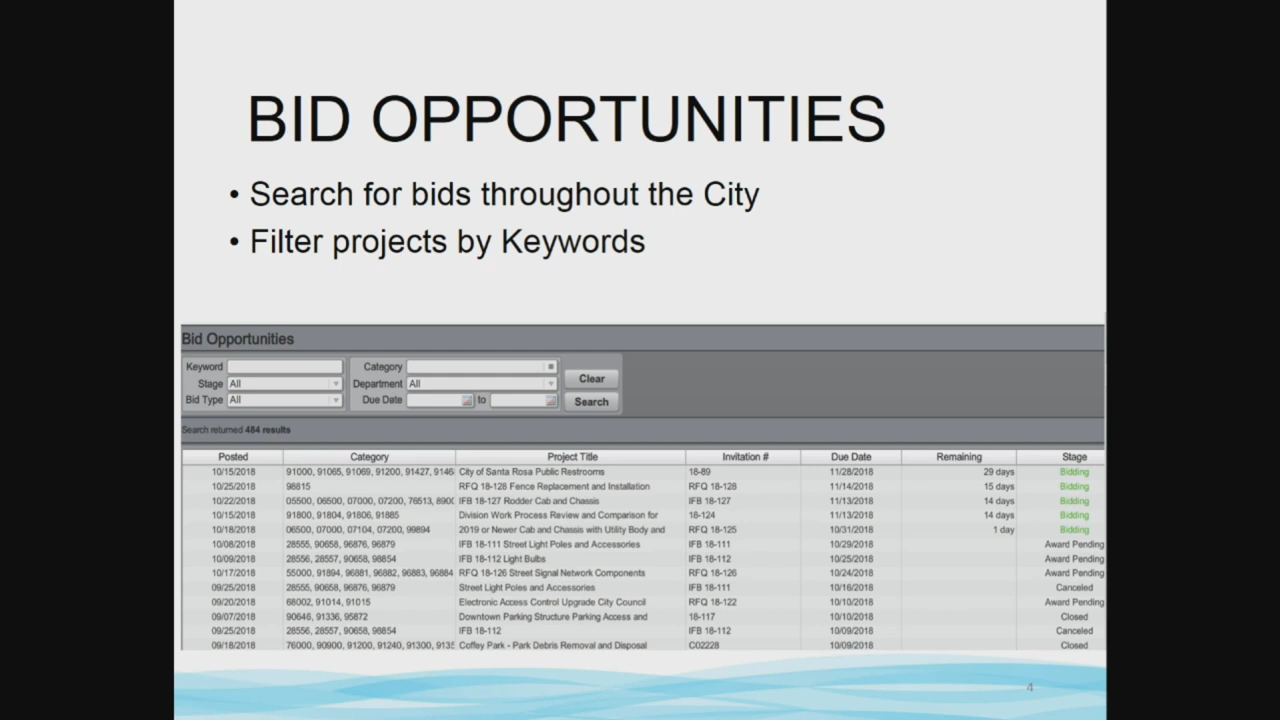 BID OPPORTUNITIES
• Search for bids throughout the City
• Filter projects by Keywords
Bid Opportunities
Keyword Category Clear
Stage All Department All
Bid Type All Due Date to Search
Search returned 484 results
Posted Category Project Title Invitation # Due Date Remaining Stage
10/15/2018 91000, 91065, 91069, 91200, 91427, 9146 City of Santa Rosa Public Restrooms 18-89 11/28/2018 29 days Bidding
10/25/2018 98815 RFQ 18-128 Fence Replacement and Installation RFQ 18-128 11/14/2018 15 days Bidding
10/22/2018 05500, 06500, 07000, 07200, 76513, 8900 IFB 18-127 Rodder Cab and Chassis IFB 18-127 11/13/2018 14 days Bidding
10/15/2018 91800, 91804, 91806, 91885 Division Work Process Review and Comparison for 18-124 11/13/2018 14 days Bidding
10/18/2018 06500, 07000, 07104, 07200, 99894 2019 or Newer Cab and Chassis with Utility Body and RFQ 18-125 10/31/2018 1 day Bidding
10/08/2018 28555, 90658, 96876, 96879 IFB 18-111 Street Light Poles and Accessories IFB 18-111 10/29/2018 Award Pending
10/09/2018 28556, 28557, 90658, 98854 IFB 18-112 Light Bulbs IFB 18-112 10/25/2018 Award Pending
10/17/2018 55000, 91894, 96881, 96882, 96883, 96884 RFQ 18-126 Street Signal Network Components RFQ 18-126 10/24/2018 Award Pending
09/25/2018 28555, 90658, 96876, 96879 Street Light Poles and Accessories IFB 18-111 10/16/2018 Canceled
09/20/2018 68002, 91014, 91015 Electronic Access Control Upgrade City Council RFQ 18-122 10/10/2018 Award Pending
09/07/2018 90646, 91336, 95872 Downtown Parking Structure Parking Access and 18-117 10/10/2018 Closed
09/25/2018 28556, 28557, 90658, 98854 IFB 18-112 IFB 18-112 10/09/2018 Canceled
09/18/2018 76000, 90900, 91200, 91240, 91300, 9135 Coffey Park - Park Debris Removal and Disposal C02228 10/09/2018 Closed
4